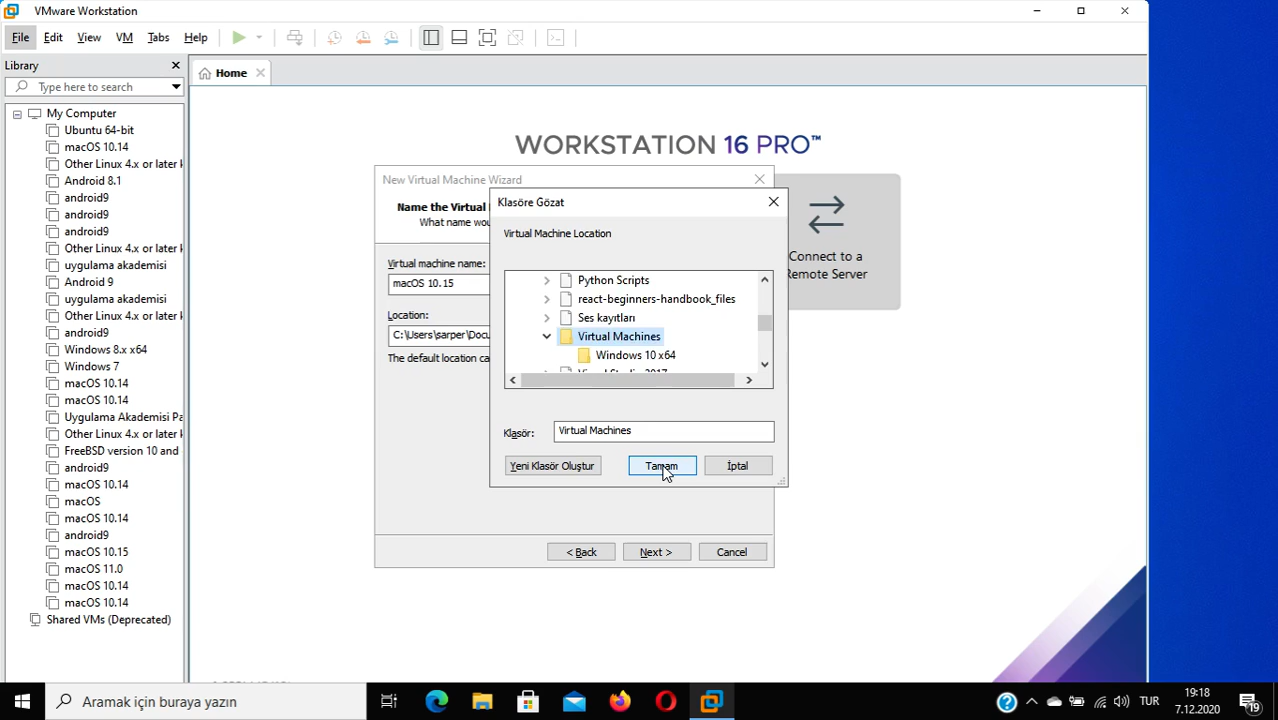 VMware Workstation
File Edit View VM Tabs Help
Library
Type here to search
Home
My Computer
Ubuntu 64-bit
macOS 10.14
Other Linux 4.x or later k
Android 8.1
android9
android9
android9
Other Linux 4.x or later k
uygulama akademisi
Android 9
uygulama akademisi
Other Linux 4.x or later k
android9
Windows 8.x x64
Windows 7
macOS 10.14
macOS 10.14
Uygulama Akademisi Pa
Other Linux 4.x or later k
FreeBSD version 10 and
android9
macOS 10.14
macOS
macOS 10.14
android9
macOS 10.15
macOS 11.0
macOS 10.14
macOS 10.14
Shared VMs (Deprecated)
WORKSTATION 16 PRO™
Connect to a
Remote Server
New Virtual Machine Wizard
Name the Virtual
What name wou
Virtual machine name:
macOS 10.15
Location:
C:\Users\sarper\Docu
The default location ca
< Back
Next >
Cancel
Klasöre Gözat
Virtual Machine Location
Python Scripts
react-beginners-handbook_files
Ses kayıtları
Virtual Machines
Windows 10 x64
Visual Studio 2017
Klasör:
Virtual Machines
Yeni Klasör Oluştur
Tamam
İptal
Aramak için buraya yazın
TUR
19:18
7.12.2020
19